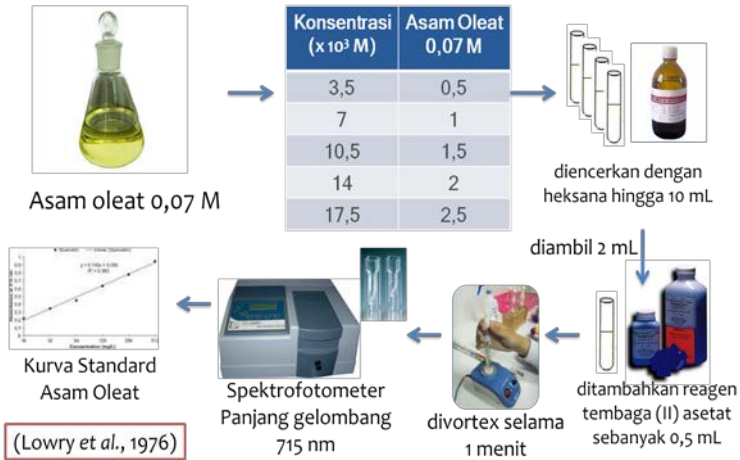 Konsentrasi
(x 10³ M)
Asam Oleat
0,07 M
3,5 0,5
7 1
10,5 1,5
14 2
17,5 2,5
Asam oleat 0,07 M
diencerkan dengan
heksana hingga 10 mL
diambil 2 mL
ditambahkan reagen
tembaga (II) asetat
sebanyak 0,5 mL
divortex selama
1 menit
Spektrofotometer
Panjang gelombang
715 nm
Concentration (mg/L)
Kurva Standard
Asam Oleat
(Lowry et al., 1976)